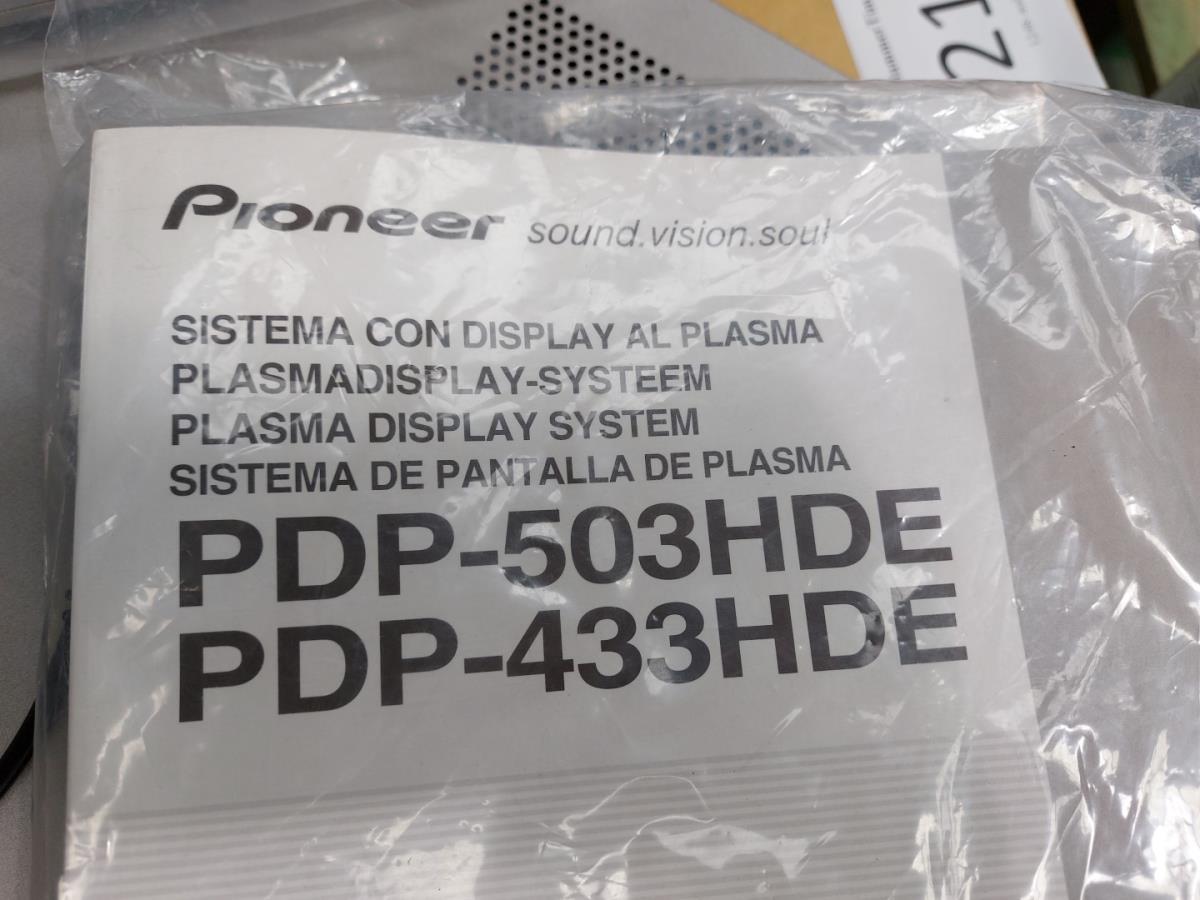 21
Pioneer sound.vision.soul
SISTEMA CON DISPLAY AL PLASMA
PLASMADISPLAY-SYSTEEM
PLASMA DISPLAY SYSTEM
SISTEMA DE PANTALLA DE PLASMA
PDP-503HDE
PDP-433HDE